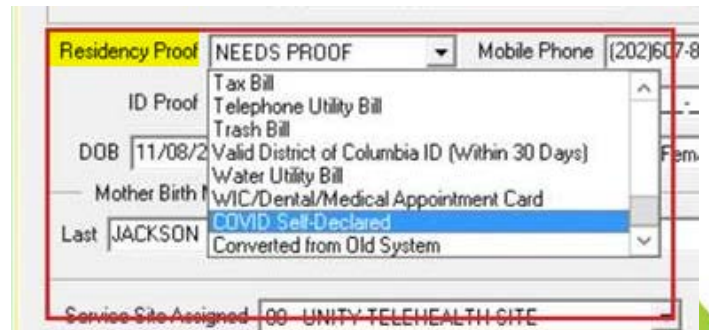 Residency Proof NEEDS PROOF Mobile Phone (202)607-8
Tax Bill
ID Proof Telephone Utility Bill
Trash Bill
DOB 11/08/2 Valid District of Columbia ID (Within 30 Days) Fem
Water Utility Bill
Mother Birth WIC/Dental/Medical Appointment Card
COVID Self-Declared
Last JACKSON Converted from Old System
Service Site Assigned 00 - UNITY TELEHEALTH SITE